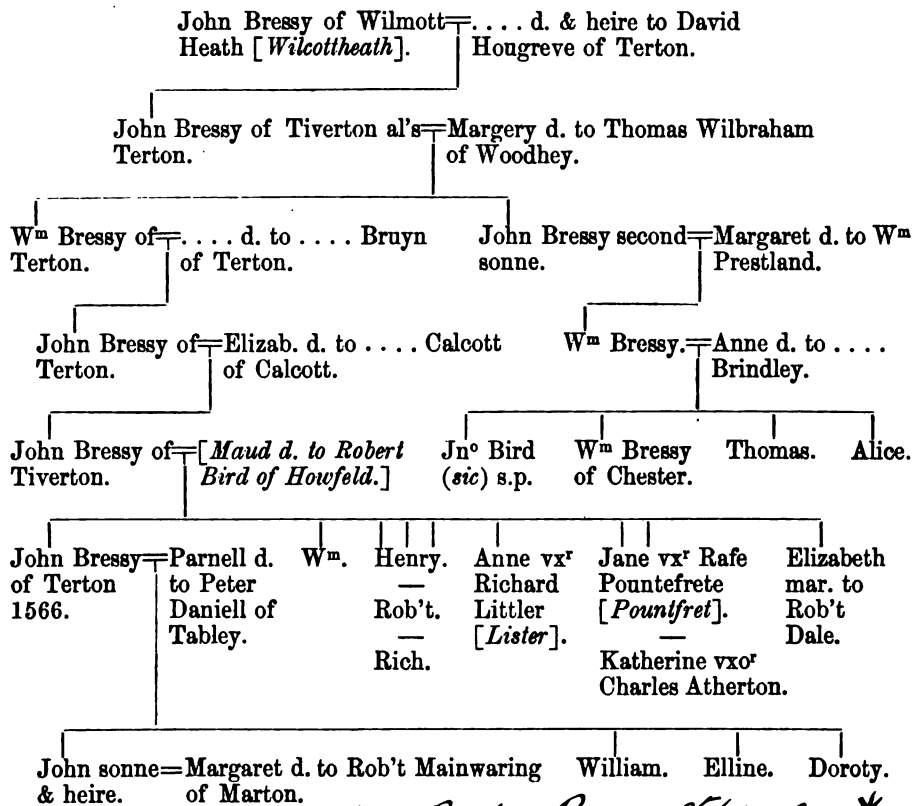 John Bressy of Wilmott=. . . . d. & heire to David
Heath [Wilcottheath]. Hougreve of Terton.
John Bressy of Tiverton al's=Margery d. to Thomas Wilbraham
Terton. of Woodhey.
Wᵐ Bressy of=. . . . d. to . . . . Bruyn
Terton. of Terton.
John Bressy second=Margaret d. to Wᵐ
sonne. Prestland.
John Bressy of=Elizab. d. to . . . . Calcott
Terton. of Calcott.
Wᵐ Bressy.=Anne d. to . . . .
Brindley.
John Bressy of=[Maud d. to Robert
Tiverton. Bird of Howfeld.]
Jnᵒ Bird
(sic) s.p.
Wᵐ Bressy
of Chester.
Thomas.
Alice.
John Bressy=Parnell d.
of Terton to Peter
1566. Daniell of
Tabley.
Wᵐ.
Henry.
—
Rob't.
—
Rich.
Anne vxʳ
Richard
Littler
[Lister].
Jane vxʳ Rafe
Pountefrete
[Pountfret].
—
Katherine vxoʳ
Charles Atherton.
Elizabeth
mar. to
Rob't
Dale.
John sonne=Margaret d. to Rob't Mainwaring
& heire. of Marton.
William.
Elline.
Doroty.